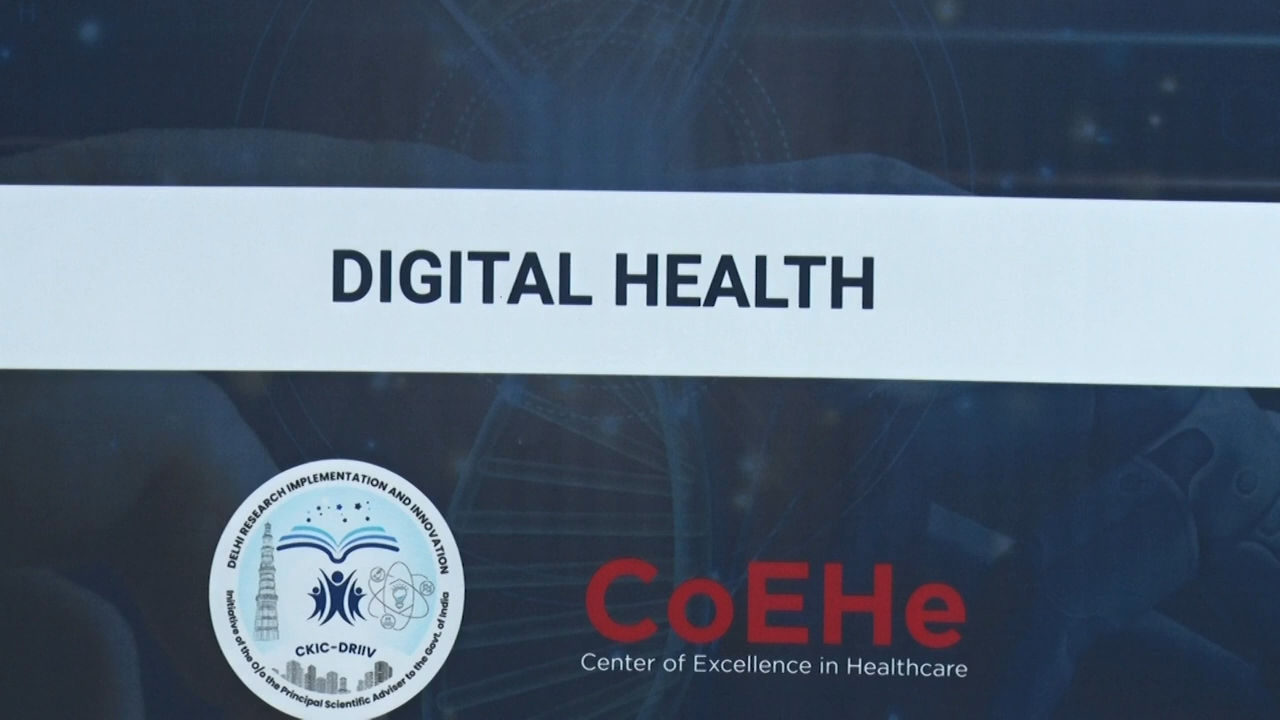 DIGITAL HEALTH
DELHI RESEARCH IMPLEMENTATION AND INNOVATION
CKIC-DRIIV
Initiative of the O/o the Principal Scientific Adviser to the Govt. of India
CoEHe
Center of Excellence in Healthcare